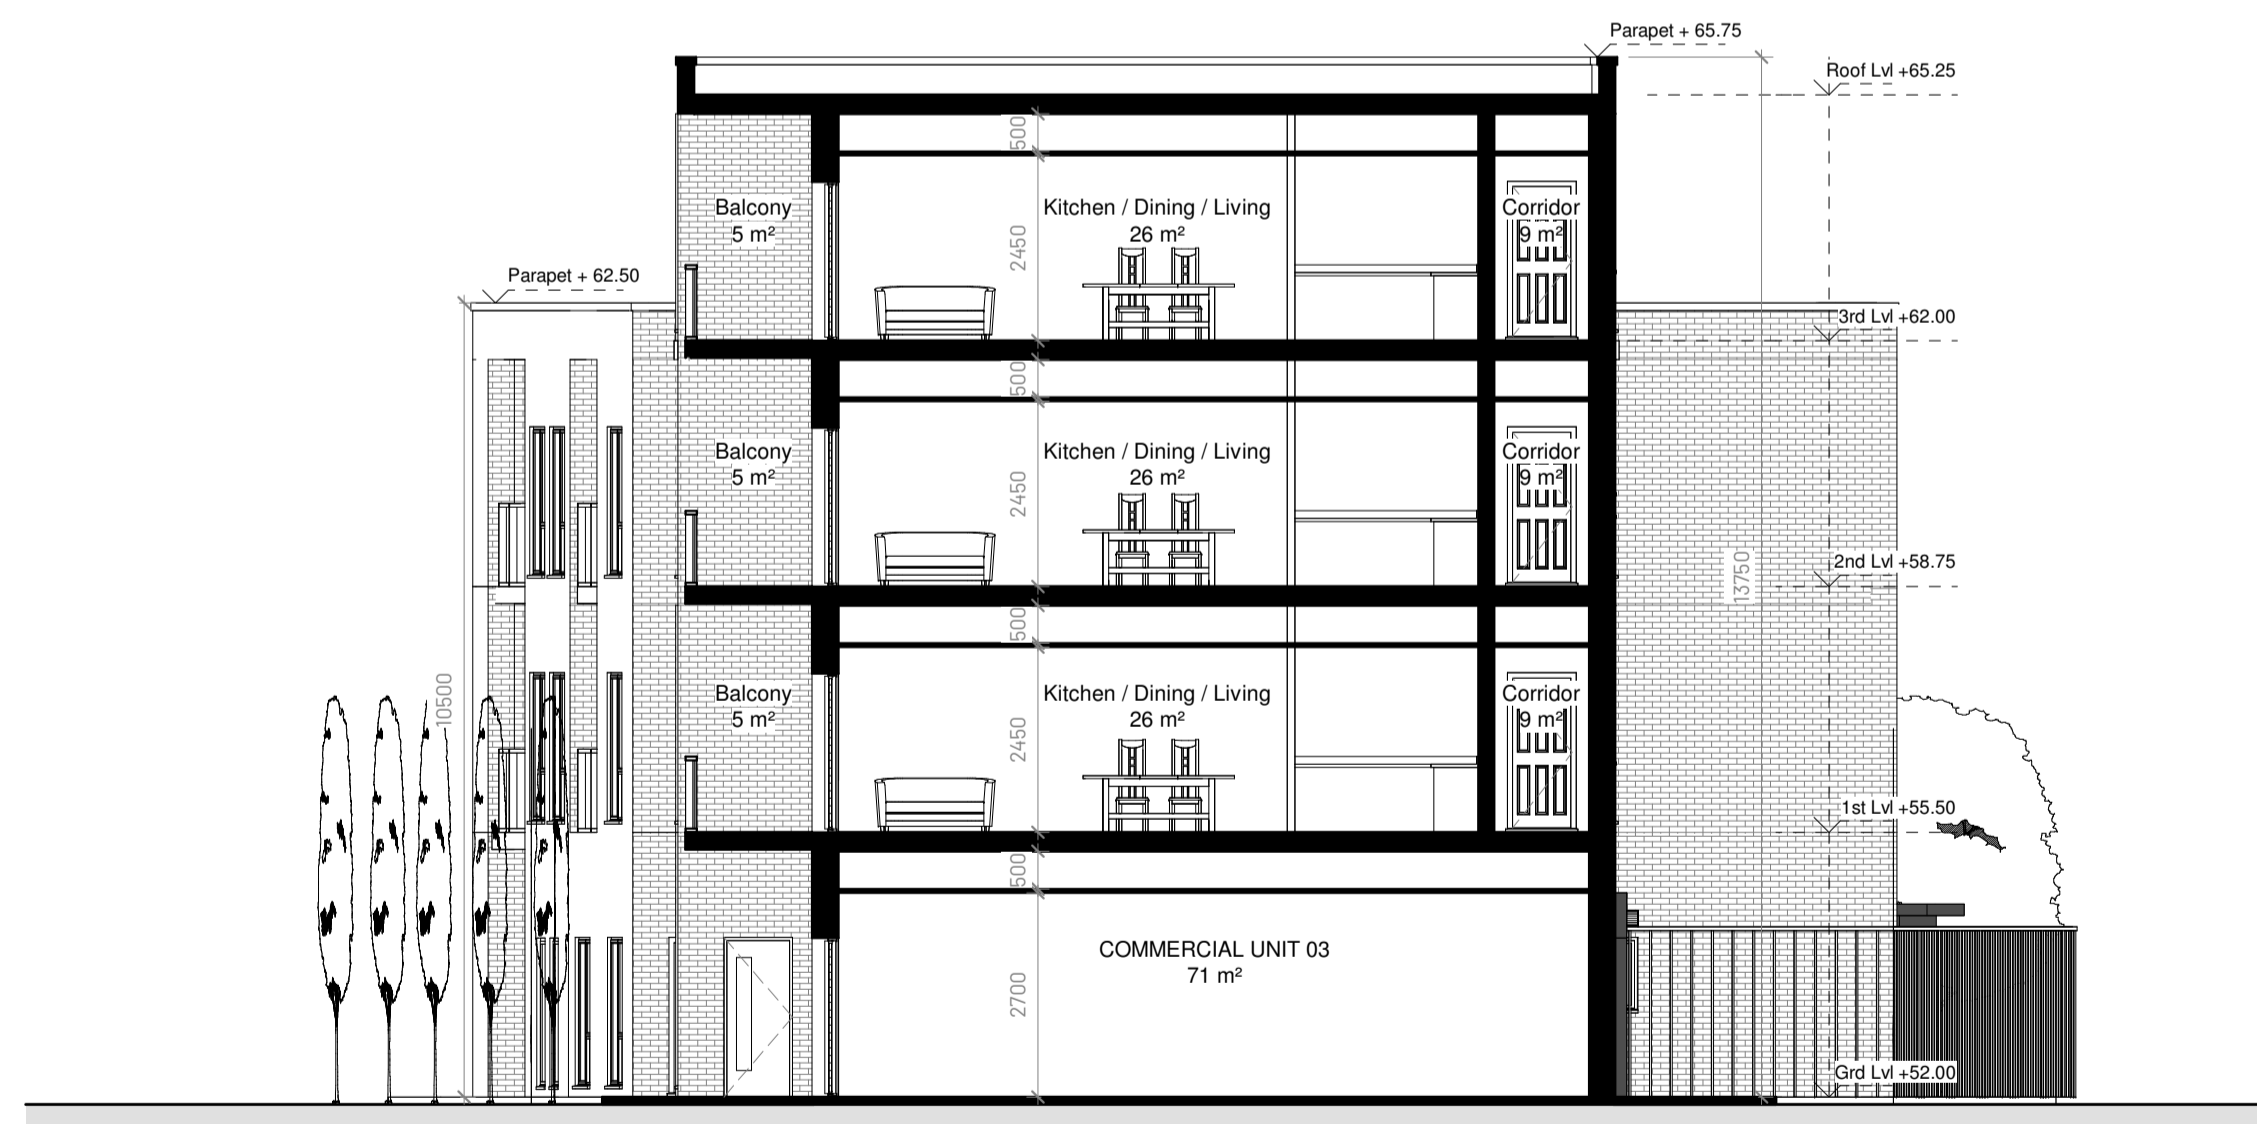 Parapet + 65.75
Roof Lvl +65.25
500
Balcony
5 m²
2450
Kitchen / Dining / Living
26 m²
Corridor
9 m²
Parapet + 62.50
3rd Lvl +62.00
500
Balcony
5 m²
2450
Kitchen / Dining / Living
26 m²
Corridor
9 m²
13750
2nd Lvl +58.75
500
10500
Balcony
5 m²
2450
Kitchen / Dining / Living
26 m²
Corridor
9 m²
1st Lvl +55.50
500
COMMERCIAL UNIT 03
71 m²
2700
Grd Lvl +52.00